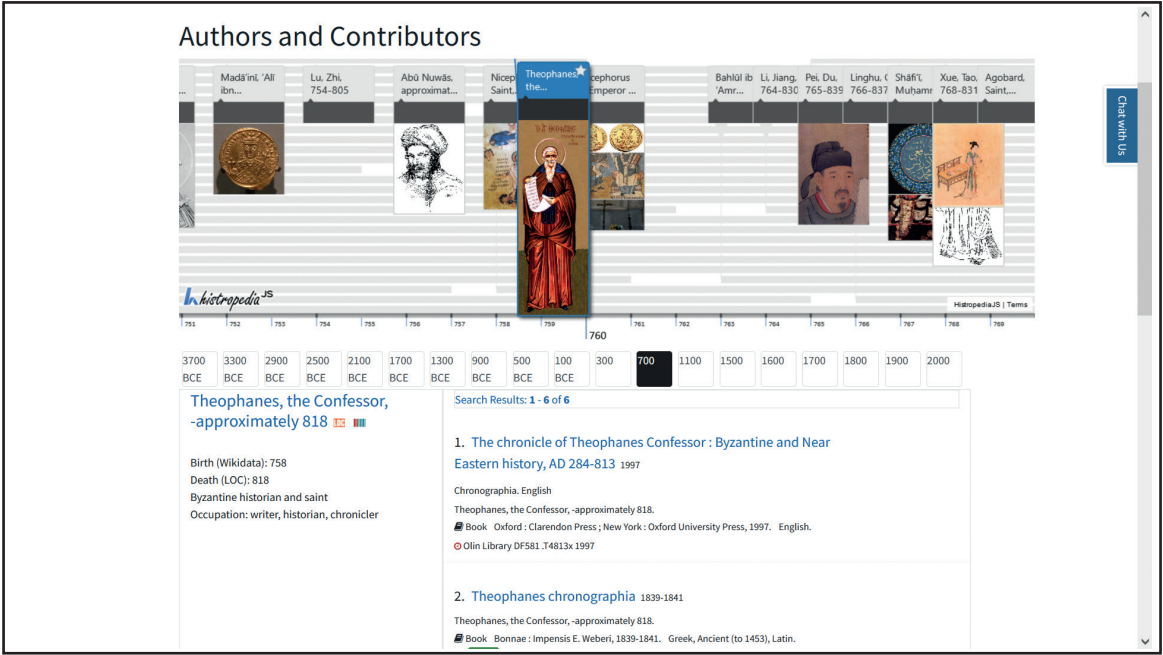 Authors and Contributors
...
Madā'inī, 'Alī
ibn...
Lu, Zhi,
754-805
Abū Nuwās,
approximat...
Nicep
Saint,
Theophanes,
the...
cephorus
Emperor ...
Bahlūl ib
'Amr...
Li, Jiang,
764-830
Pei, Du,
765-839
Linghu, C
766-837
Shāfi'ī,
Muḥamm
Xue, Tao,
768-831
Agobard,
Saint,...
Chat with Us
histropedia JS
HistropediaJS | Terms
751 752 753 754 755 756 757 758 759 760 761 762 763 764 765 766 767 768 769
3700 BCE
3300 BCE
2900 BCE
2500 BCE
2100 BCE
1700 BCE
1300 BCE
900 BCE
500 BCE
100 BCE
300
700
1100
1500
1600
1700
1800
1900
2000
Theophanes, the Confessor,
-approximately 818 LOC
Birth (Wikidata): 758
Death (LOC): 818
Byzantine historian and saint
Occupation: writer, historian, chronicler
Search Results: 1 - 6 of 6
1. The chronicle of Theophanes Confessor : Byzantine and Near
Eastern history, AD 284-813 1997
Chronographia. English
Theophanes, the Confessor, -approximately 818.
Book Oxford : Clarendon Press ; New York : Oxford University Press, 1997. English.
Olin Library DF581 .T4813x 1997
2. Theophanes chronographia 1839-1841
Theophanes, the Confessor, -approximately 818.
Book Bonnae : Impensis E. Weberi, 1839-1841. Greek, Ancient (to 1453), Latin.